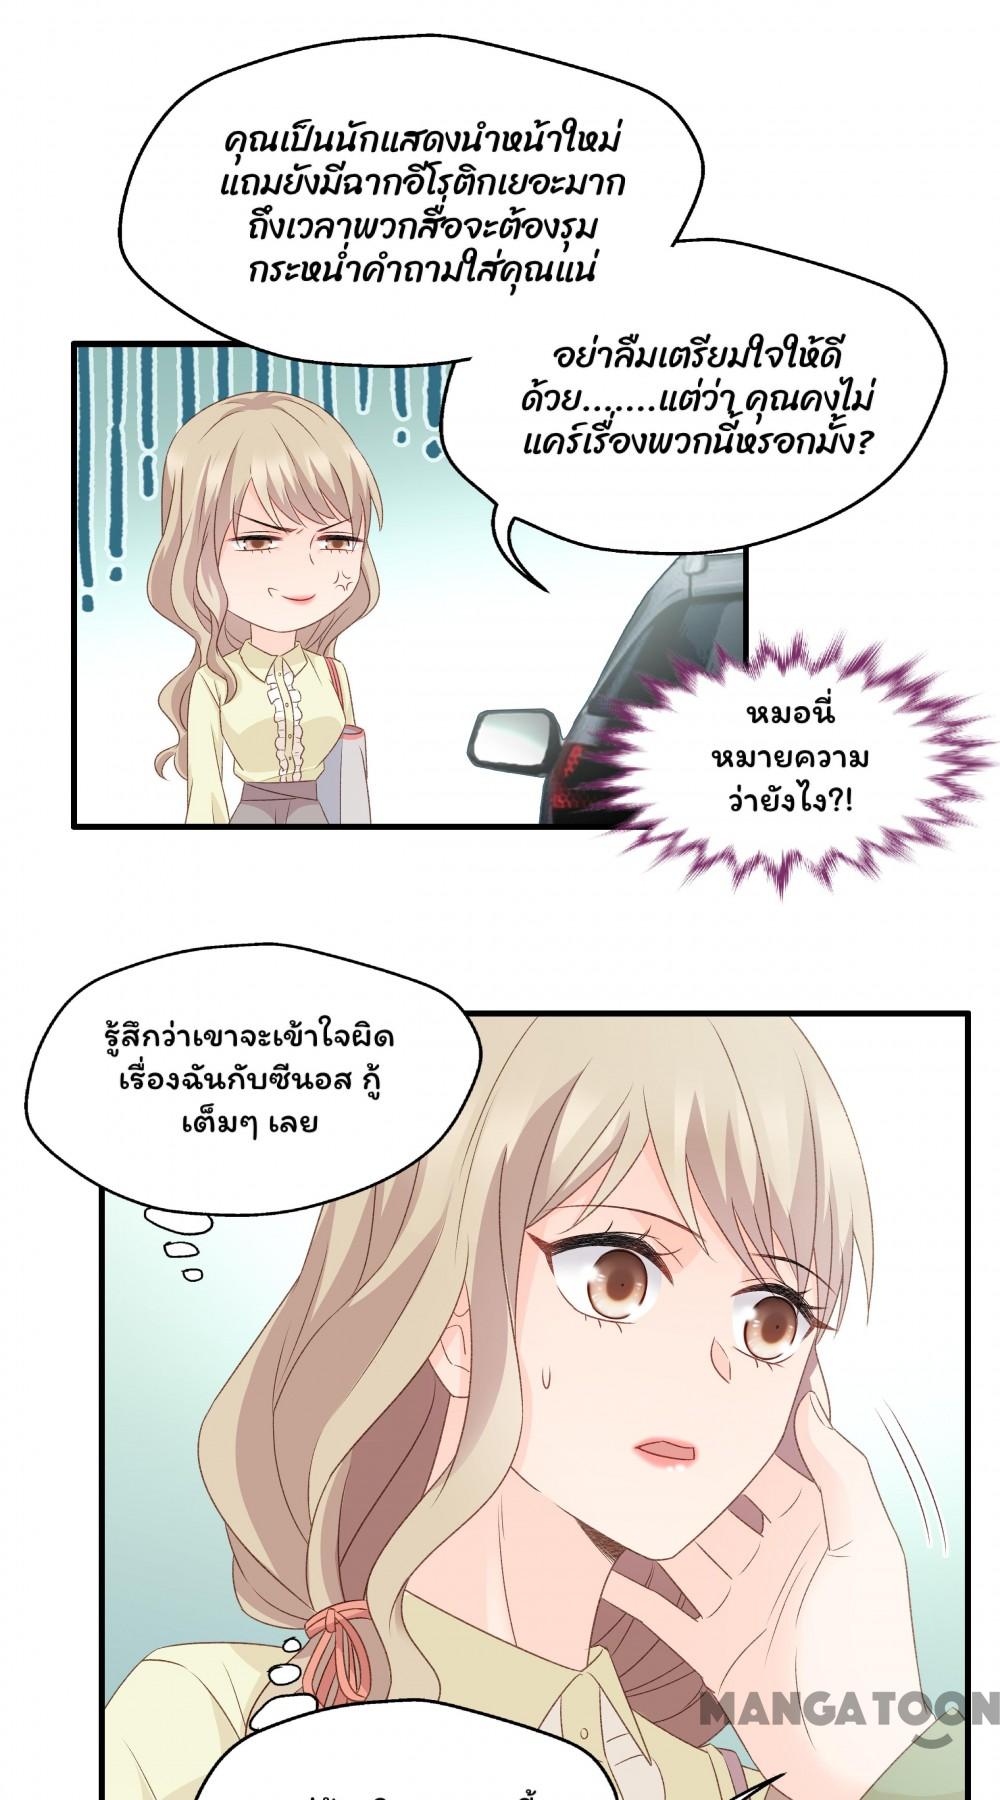 คุณเป็นนักแสดงนำหน้าใหม่
แถมยังมีฉากอีโรติกเยอะมาก
ถึงเวลาพวกสื่อจะต้องรุม
กระหน่ำคำถามใส่คุณแน่
อย่าลืมเตรียมใจให้ดี
ด้วย.......แต่ว่า คุณคงไม่
แคร์เรื่องพวกนี้หรอกมั้ง?
หมอนี่
หมายความ
ว่ายังไง?!
รู้สึกว่าเขาจะเข้าใจผิด
เรื่องฉันกับซีนอส กู้
เต็มๆ เลย
MANGATOON